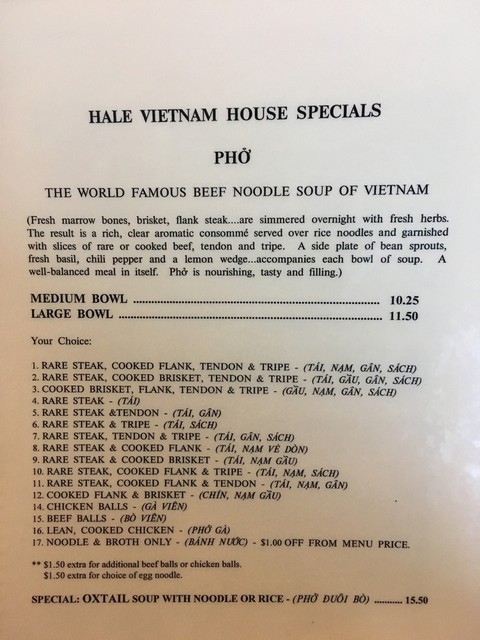 HALE VIETNAM HOUSE SPECIALS
PHỞ
THE WORLD FAMOUS BEEF NOODLE SOUP OF VIETNAM
(Fresh marrow bones, brisket, flank steak....are simmered overnight with fresh herbs.
The result is a rich, clear aromatic consommé served over rice noodles and garnished
with slices of rare or cooked beef, tendon and tripe. A side plate of bean sprouts,
fresh basil, chili pepper and a lemon wedge...accompanies each bowl of soup. A
well-balanced meal in itself. Phở is nourishing, tasty and filling.)
MEDIUM BOWL ................................................................ 10.25
LARGE BOWL .................................................................... 11.50
Your Choice:
1. RARE STEAK, COOKED FLANK, TENDON & TRIPE - (TÁI, NẠM, GÂN, SÁCH)
2. RARE STEAK, COOKED BRISKET, TENDON & TRIPE - (TÁI, GẦU, GÂN, SÁCH)
3. COOKED BRISKET, FLANK, TENDON & TRIPE - (GẦU, NẠM, GÂN, SÁCH)
4. RARE STEAK - (TÁI)
5. RARE STEAK &TENDON - (TÁI, GÂN)
6. RARE STEAK & TRIPE - (TÁI, SÁCH)
7. RARE STEAK, TENDON & TRIPE - (TÁI, GÂN, SÁCH)
8. RARE STEAK & COOKED FLANK - (TÁI, NẠM VÈ DÒN)
9. RARE STEAK & COOKED BRISKET - (TÁI, NẠM GẦU)
10. RARE STEAK, COOKED FLANK & TRIPE - (TÁI, NẠM, SÁCH)
11. RARE STEAK, COOKED FLANK & TENDON - (TÁI, NẠM, GÂN)
12. COOKED FLANK & BRISKET - (CHÍN, NẠM GẦU)
14. CHICKEN BALLS - (GÀ VIÊN)
15. BEEF BALLS - (BÒ VIÊN)
16. LEAN, COOKED CHICKEN - (PHỞ GÀ)
17. NOODLE & BROTH ONLY - (BÁNH NƯỚC) - $1.00 OFF FROM MENU PRICE.
** $1.50 extra for additional beef balls or chicken balls.
$1.50 extra for choice of egg noodle.
SPECIAL: OXTAIL SOUP WITH NOODLE OR RICE - (PHỞ ĐUÔI BÒ) ........... 15.50